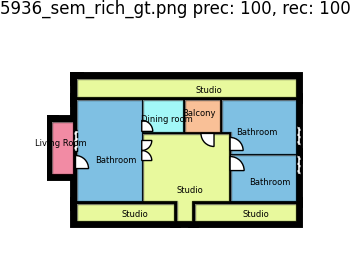 5936_sem_rich_gt.png prec: 100, rec: 100
Studio
Balcony
Dining room
Bathroom
Living Room
Bathroom
Bathroom
Studio
Studio
Studio